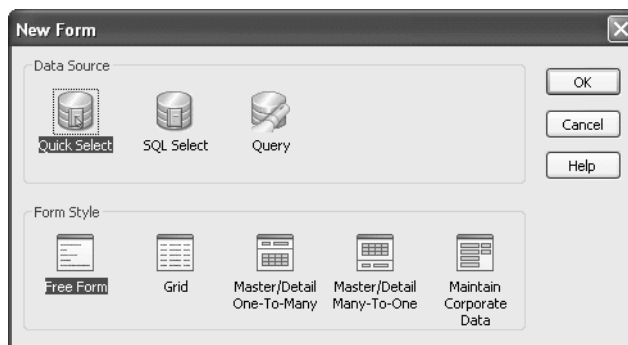 New Form
Data Source
OK
Quick Select
SQL Select
Query
Cancel
Help
Form Style
Free Form
Grid
Master/Detail
One-To-Many
Master/Detail
Many-To-One
Maintain
Corporate
Data